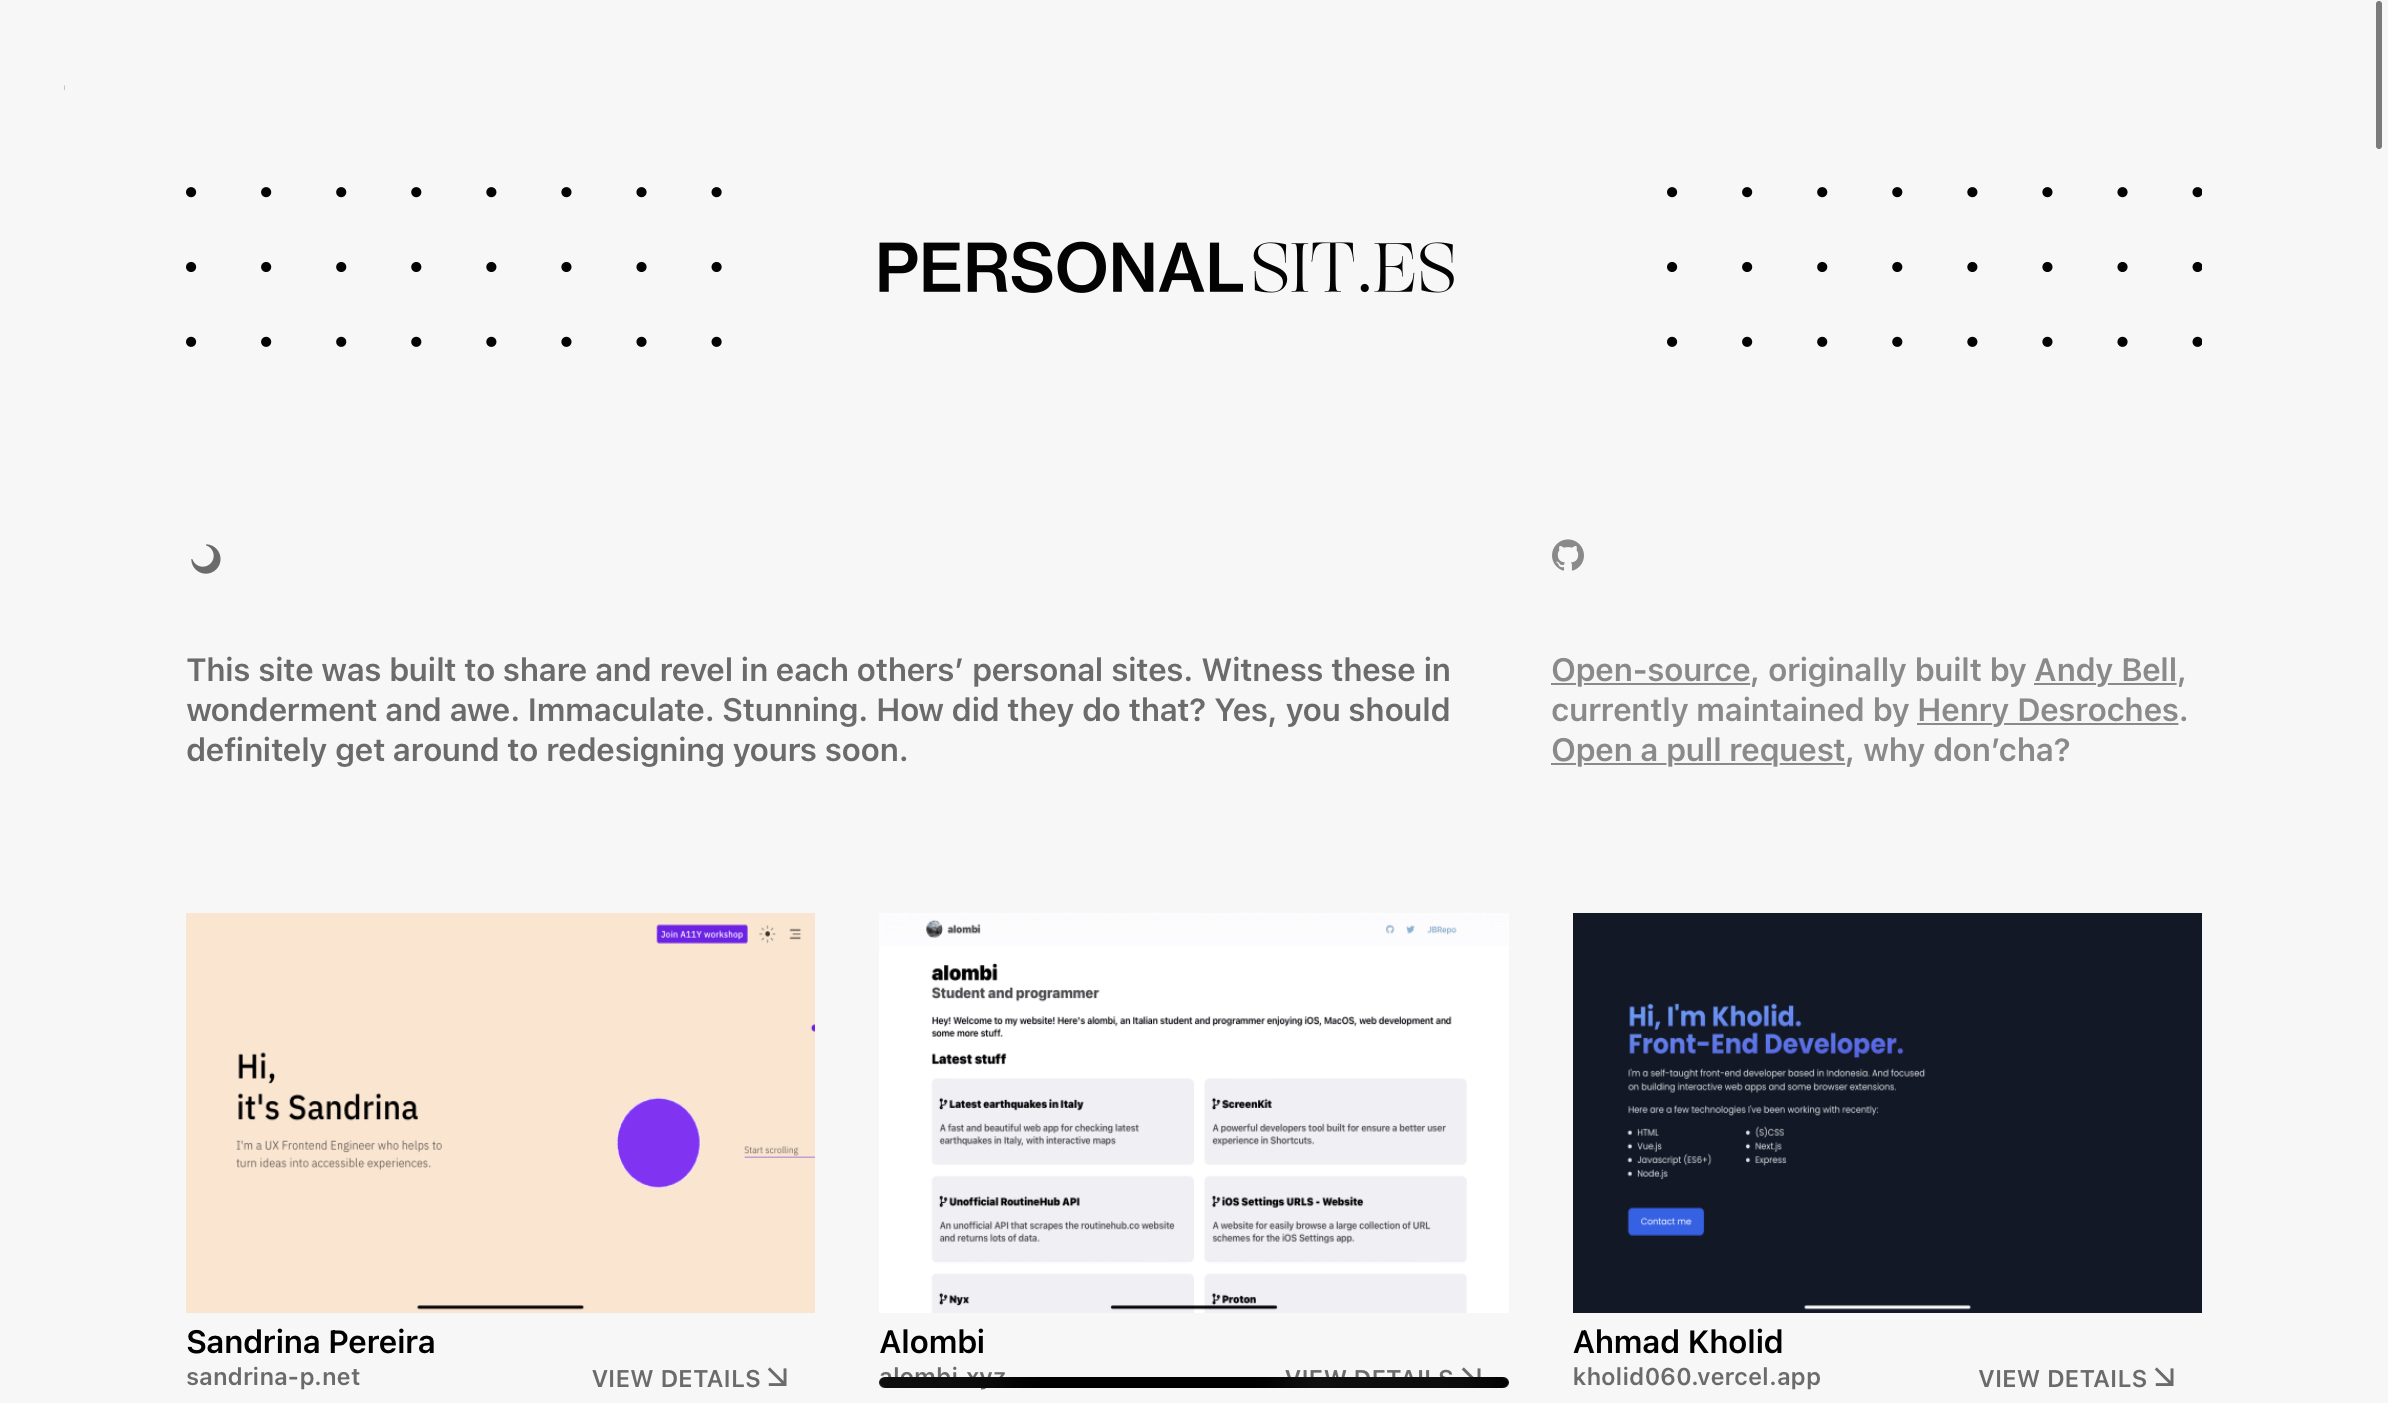 PERSONALSIT.ES
This site was built to share and revel in each others’ personal sites. Witness these in
wonderment and awe. Immaculate. Stunning. How did they do that? Yes, you should
definitely get around to redesigning yours soon.
Open-source, originally built by Andy Bell,
currently maintained by Henry Desroches.
Open a pull request, why don’cha?
Join A11Y workshop
Hi,
it's Sandrina
I'm a UX Frontend Engineer who helps to
turn ideas into accessible experiences.
Start scrolling
Sandrina Pereira
sandrina-p.net
VIEW DETAILS
alombi
JBRepo
alombi
Student and programmer
Hey! Welcome to my website! Here's alombi, an Italian student and programmer enjoying iOS, MacOS, web development and
some more stuff.
Latest stuff
Latest earthquakes in Italy
A fast and beautiful web app for checking latest
earthquakes in Italy, with interactive maps
ScreenKit
A powerful developers tool built for ensure a better user
experience in Shortcuts.
Unofficial RoutineHub API
An unofficial API that scrapes the routinehub.co website
and returns lots of data.
iOS Settings URLS - Website
A website for easily browse a large collection of URL
schemes for the iOS Settings app.
Nyx
Proton
Alombi
alombi.xyz
VIEW DETAILS
Hi, I'm Kholid.
Front-End Developer.
I'm a self-taught front-end developer based in Indonesia. And focused
on building interactive web apps and some browser extensions.
Here are a few technologies I've been working with recently:
HTML
Vue.js
Javascript (ES6+)
Node.js
(S)CSS
Next.js
Express
Contact me
Ahmad Kholid
kholid060.vercel.app
VIEW DETAILS